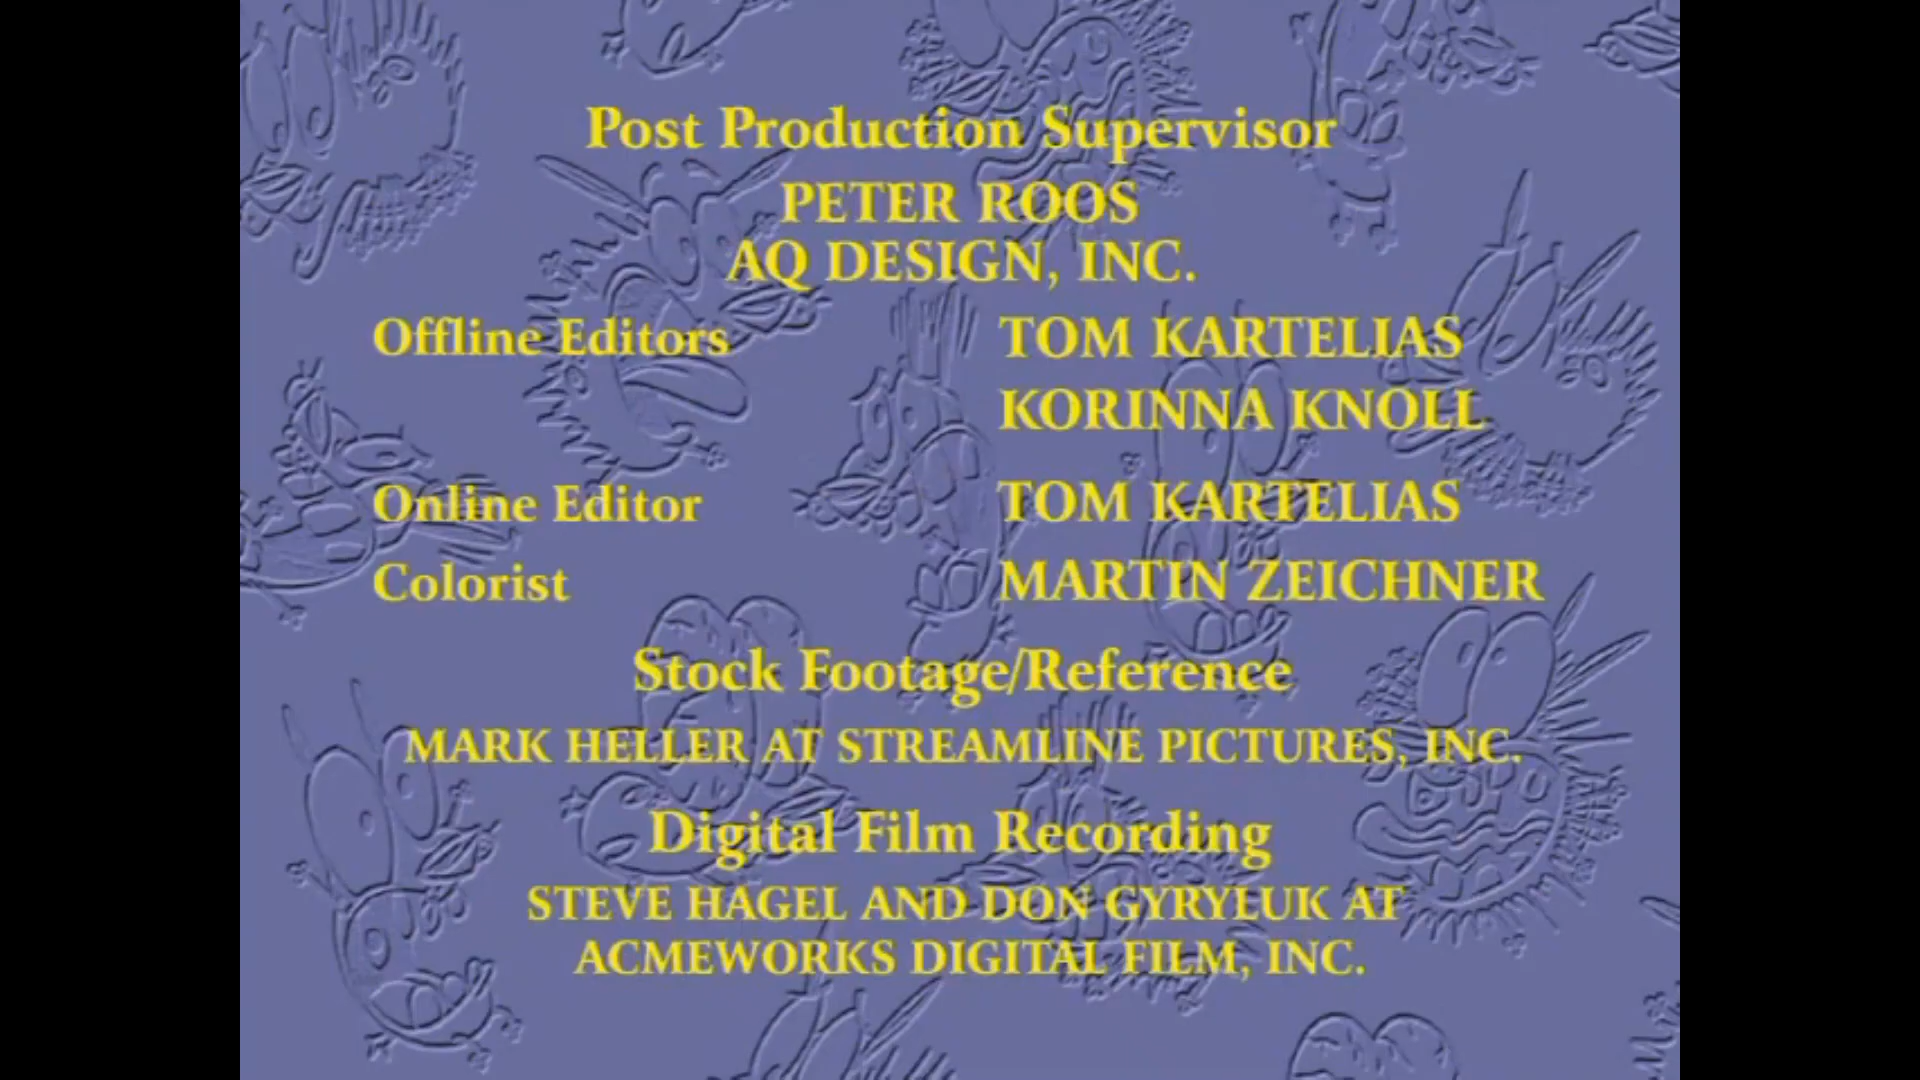 Post Production Supervisor
PETER ROOS
AQ DESIGN, INC.
Offline Editors TOM KARTELIAS
KORINNA KNOLL
Online Editor TOM KARTELIAS
Colorist MARTIN ZEICHNER
Stock Footage/Reference
MARK HELLER AT STREAMLINE PICTURES, INC.
Digital Film Recording
STEVE HAGEL AND DON GYRYLUK AT
ACMEWORKS DIGITAL FILM, INC.